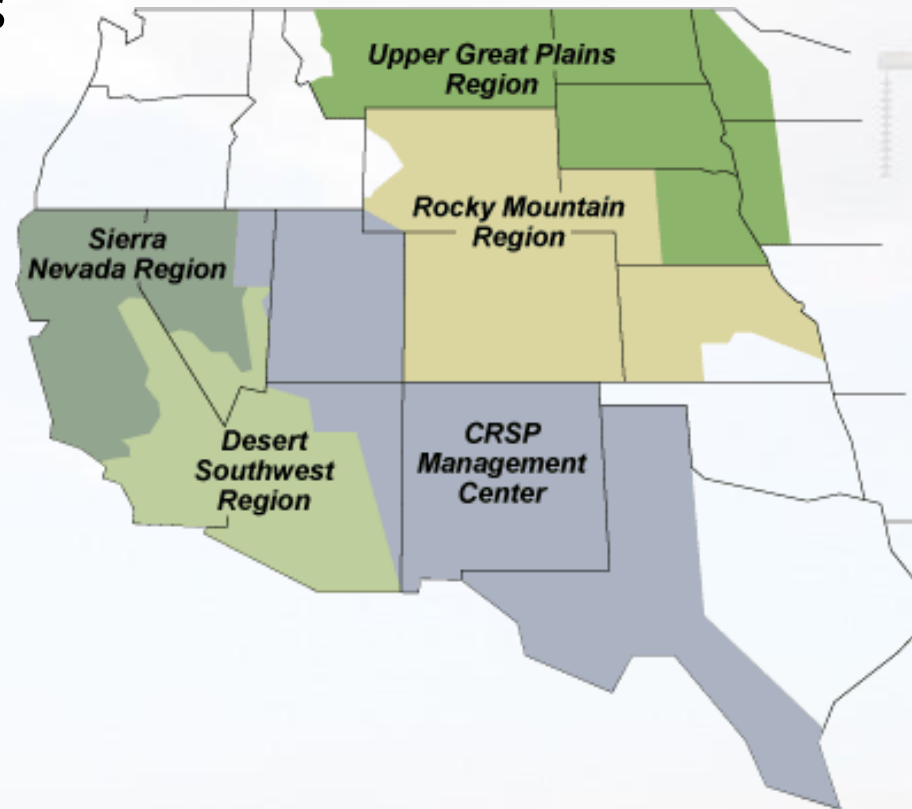 s
Upper Great Plains
Region
Rocky Mountain
Region
Sierra
Nevada Region
Desert
Southwest
Region
CRSP
Management
Center